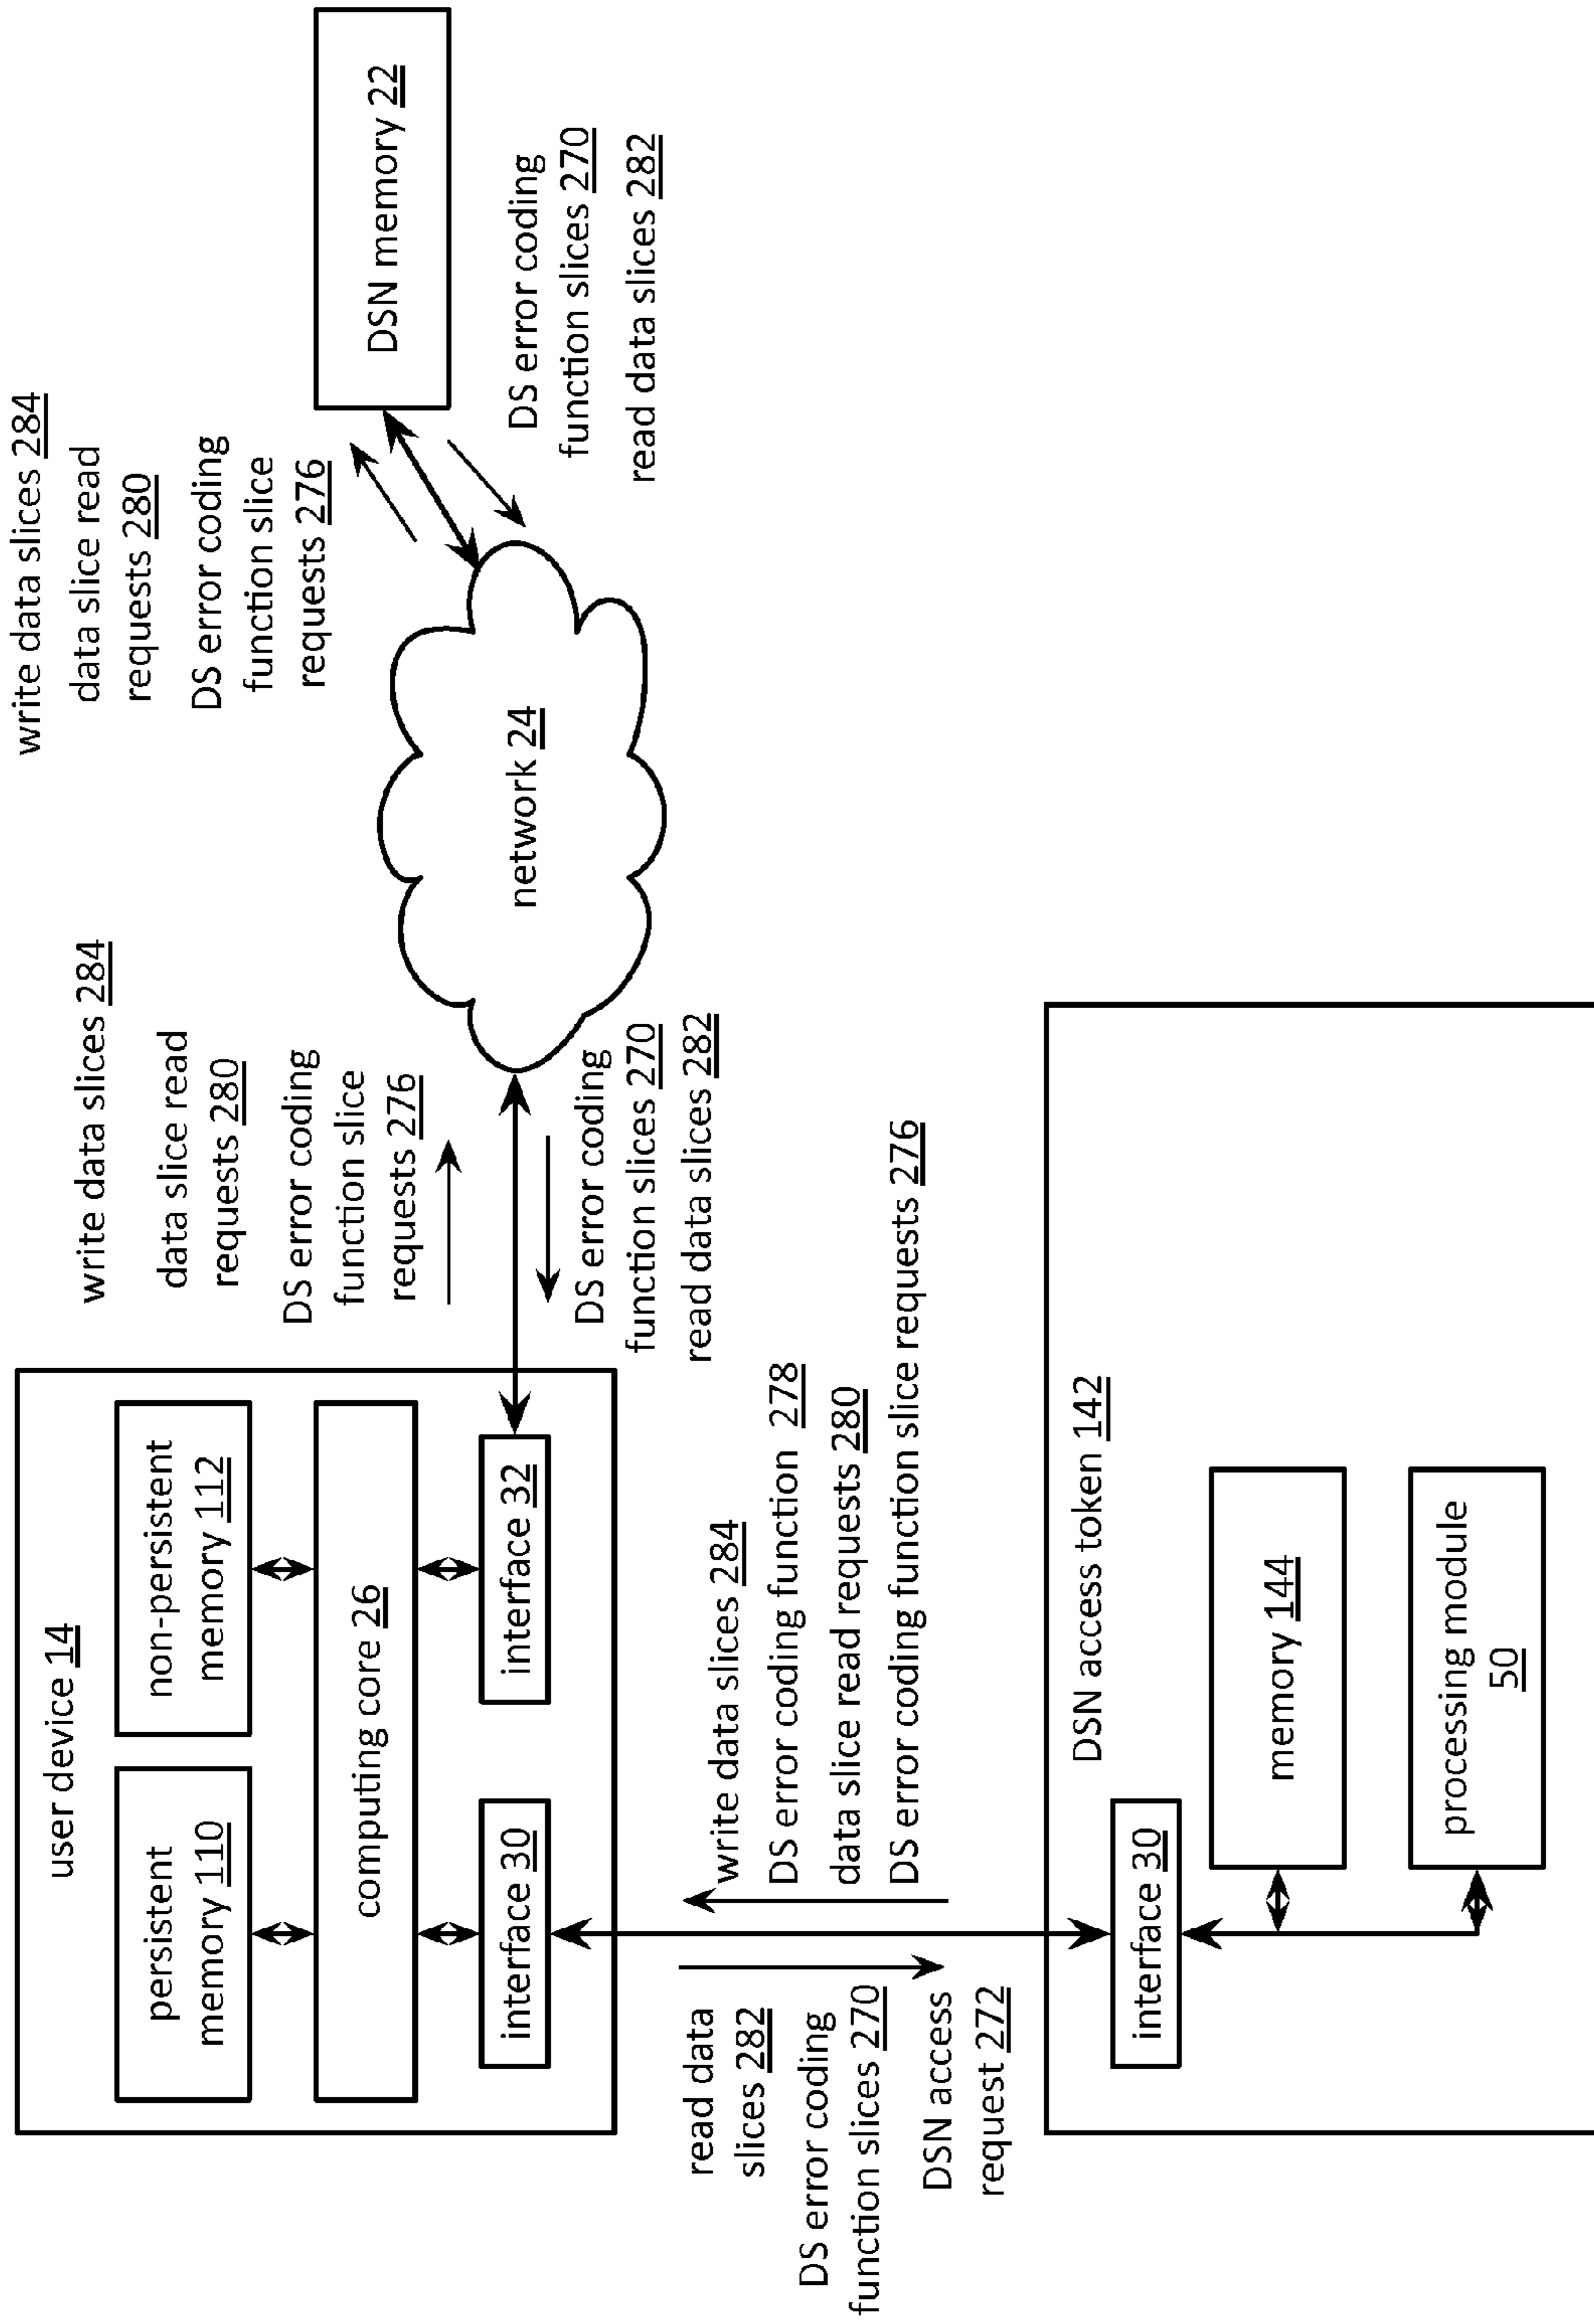 user device 14
persistent
memory 110
non-persistent
memory 112
computing core 26
interface 30
interface 32
write data slices 284
data slice read
requests 280
DS error coding
function slice
requests 276
DS error coding
function slices 270
read data slices 282
network 24
write data slices 284
data slice read
requests 280
DS error coding
function slice
requests 276
DSN memory 22
DS error coding
function slices 270
read data slices 282
read data
slices 282
DS error coding
function slices 270
DSN access
request 272
write data slices 284
DS error coding function 278
data slice read requests 280
DS error coding function slice requests 276
DSN access token 142
interface 30
memory 144
processing module
50